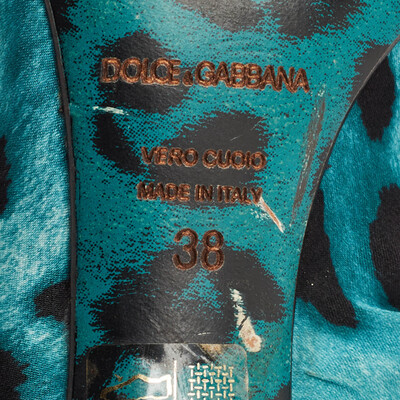 DOLCE & GABBANA
VERO CUOIO
MADE IN ITALY
38